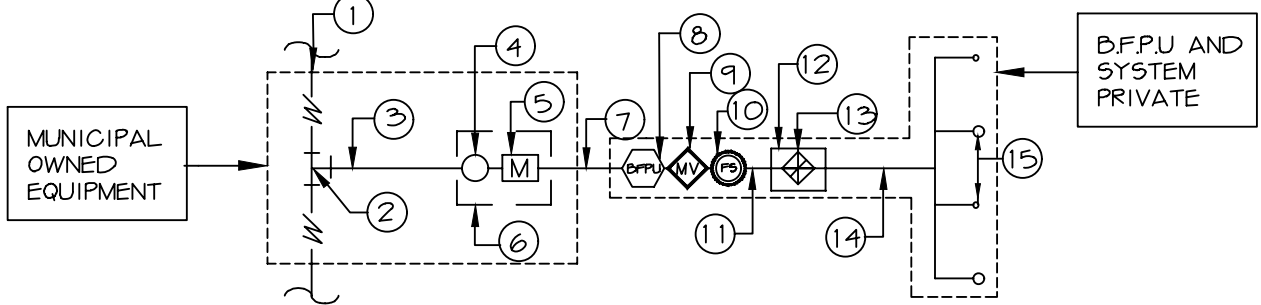 1
4
8
9
12
B.F.P.U AND
SYSTEM
PRIVATE
3
5
10
13
7
MUNICIPAL
OWNED
EQUIPMENT
M
BFPU
MV
FS
15
2
6
11
14